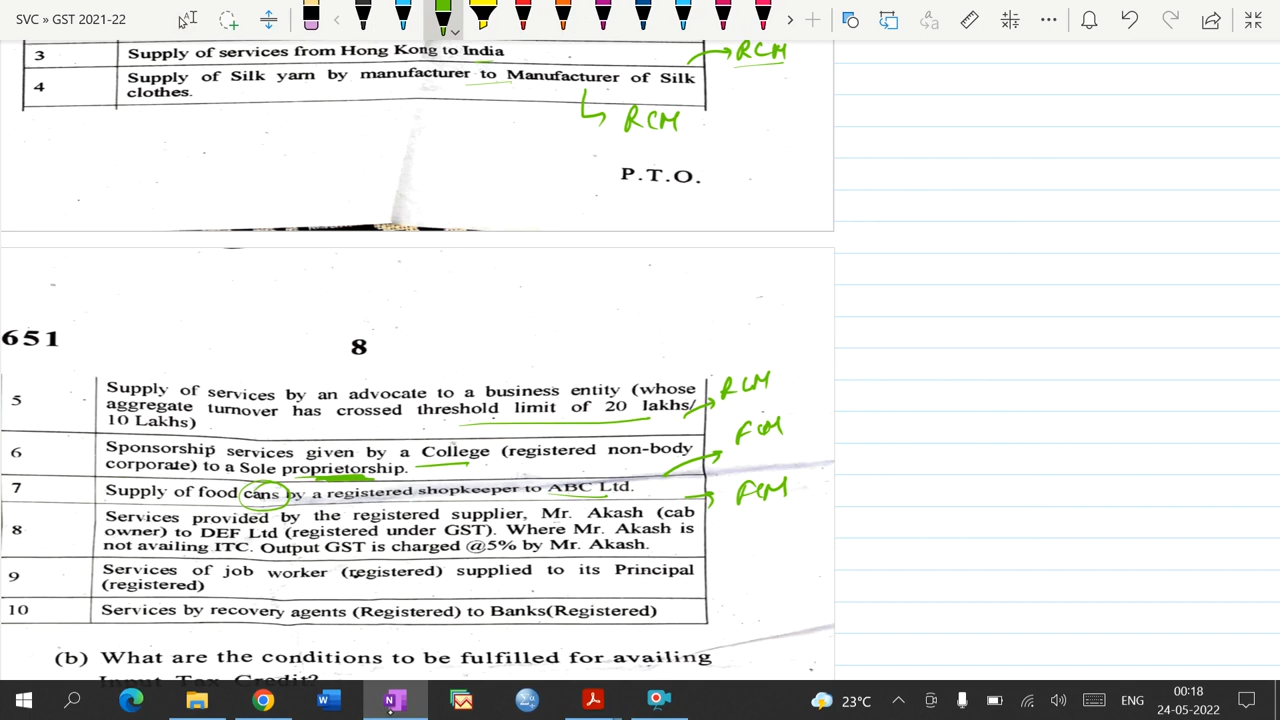 SVC » GST 2021-22
3 Supply of services from Hong Kong to India
RCM
4 Supply of Silk yarn by manufacturer to Manufacturer of Silk
clothes.
RCM
P.T.O.
651
8
5 Supply of services by an advocate to a business entity (whose
aggregate turnover has crossed threshold limit of 20 lakhs/
10 Lakhs)
RCM
6 Sponsorship services given by a College (registered non-body
corporate) to a Sole proprietorship.
FCM
7 Supply of food cans by a registered shopkeeper to ABC Ltd.
FCM
8 Services provided by the registered supplier, Mr. Akash (cab
owner) to DEF Ltd (registered under GST). Where Mr. Akash is
not availing ITC. Output GST is charged @5% by Mr. Akash.
9 Services of job worker (registered) supplied to its Principal
(registered)
10 Services by recovery agents (Registered) to Banks(Registered)
(b) What are the conditions to be fulfilled for availing
Input Tax Credit?
23°C
ENG
00:18
24-05-2022